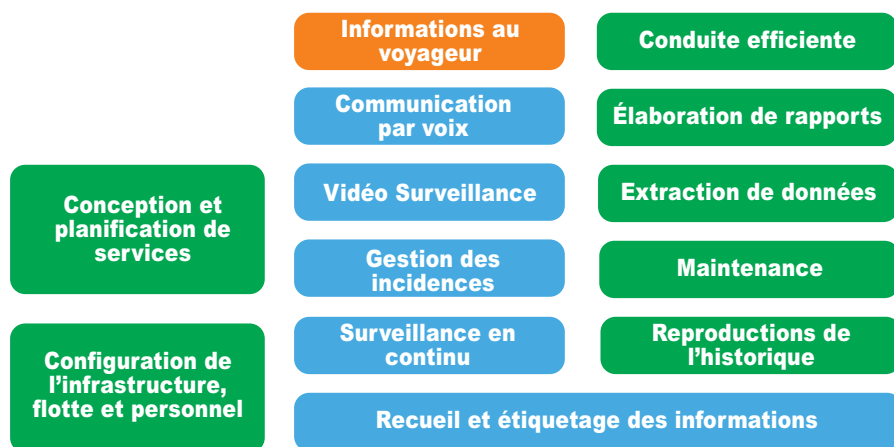 Informations au
voyageur
Conduite efficiente
Communication
par voix
Élaboration de rapports
Conception et
planification de
services
Vidéo Surveillance
Extraction de données
Gestion des
incidences
Maintenance
Configuration de
l’infrastructure,
flotte et personnel
Surveillance en
continu
Reproductions de
l’historique
Recueil et étiquetage des informations